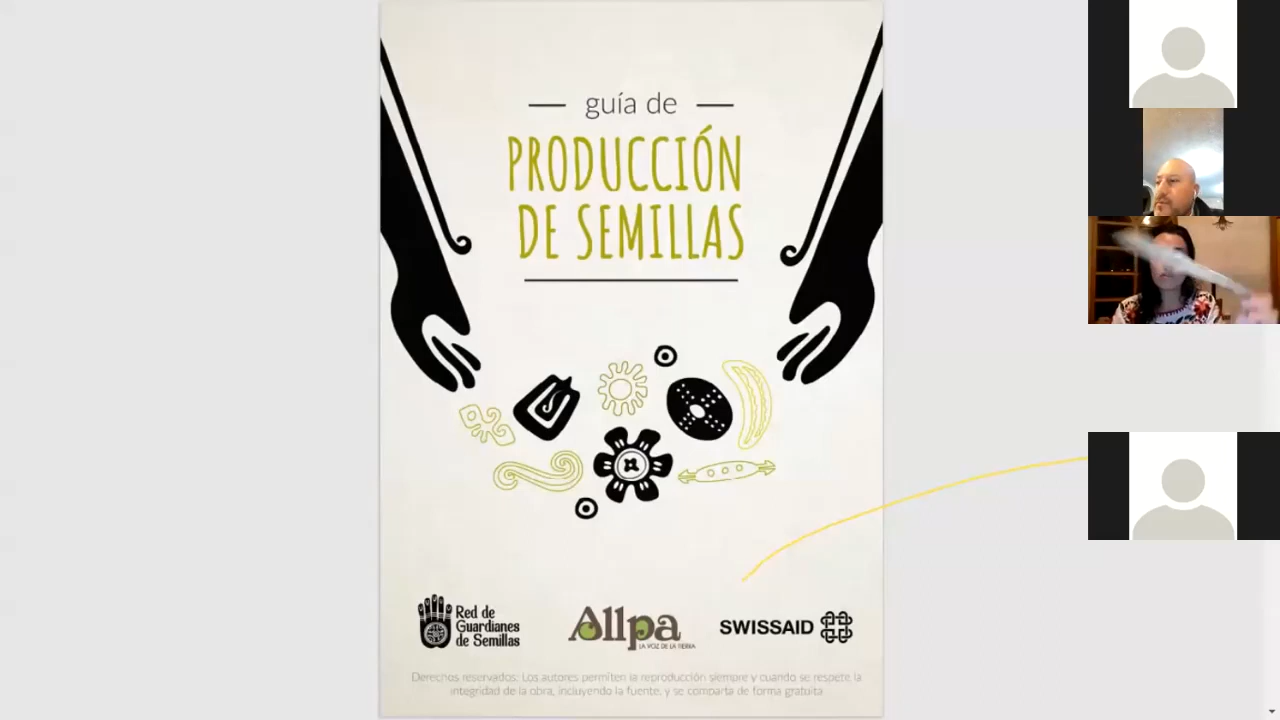 guía de
PRODUCCIÓN
DE SEMILLAS
Red de
Guardianes
de Semillas
Allpa
LA VOZ DE LA TIERRA
SWISSAID
Derechos reservados: Los autores permiten la reproducción siempre y cuando se respete la
integridad de la obra, incluyendo la fuente, y se comparta de forma gratuita